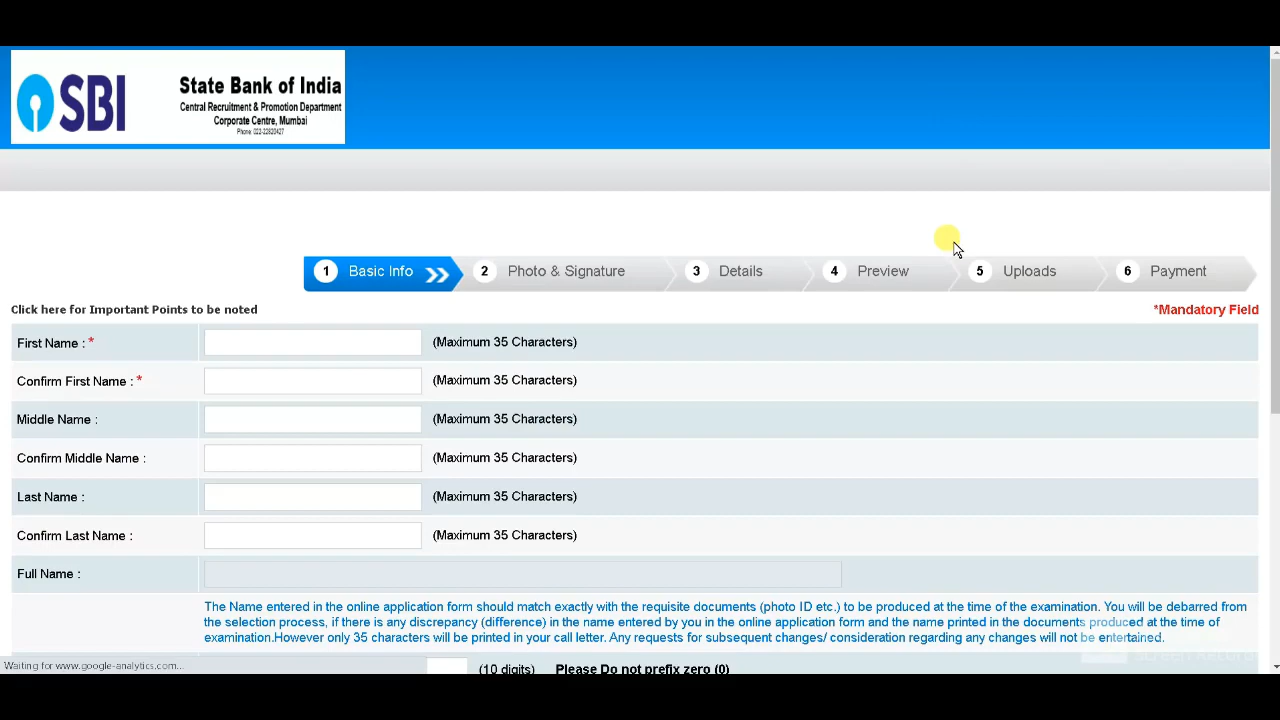 SBI
State Bank of India
Central Recruitment & Promotion Department
Corporate Centre, Mumbai
Phone: 022-22820427
1 Basic Info
2 Photo & Signature
3 Details
4 Preview
5 Uploads
6 Payment
Click here for Important Points to be noted
*Mandatory Field
First Name : * (Maximum 35 Characters)
Confirm First Name : * (Maximum 35 Characters)
Middle Name : (Maximum 35 Characters)
Confirm Middle Name : (Maximum 35 Characters)
Last Name : (Maximum 35 Characters)
Confirm Last Name : (Maximum 35 Characters)
Full Name :
The Name entered in the online application form should match exactly with the requisite documents (photo ID etc.) to be produced at the time of the examination. You will be debarred from
the selection process, if there is any discrepancy (difference) in the name entered by you in the online application form and the name printed in the documents produced at the time of
examination.However only 35 characters will be printed in your call letter. Any requests for subsequent changes/ consideration regarding any changes will not be entertained.
Waiting for www.google-analytics.com...
(10 digits) Please Do not prefix zero (0)